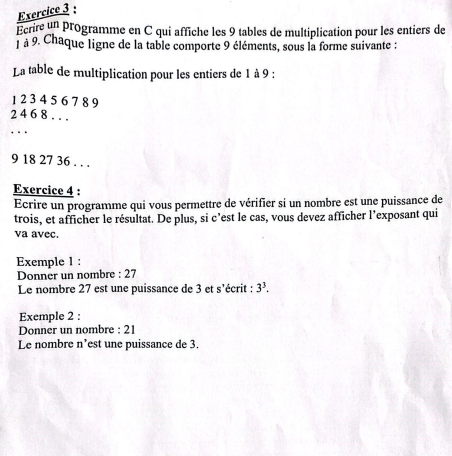 Exercice 3 :
Ecrire un programme en C qui affiche les 9 tables de multiplication pour les entiers de
1 à 9. Chaque ligne de la table comporte 9 éléments, sous la forme suivante :
La table de multiplication pour les entiers de 1 à 9 :
1 2 3 4 5 6 7 8 9
2 4 6 8 . . .
. . .
9 18 27 36 . . .
Exercice 4 :
Ecrire un programme qui vous permettre de vérifier si un nombre est une puissance de
trois, et afficher le résultat. De plus, si c'est le cas, vous devez afficher l'exposant qui
va avec.
Exemple 1 :
Donner un nombre : 27
Le nombre 27 est une puissance de 3 et s'écrit : 3³.
Exemple 2 :
Donner un nombre : 21
Le nombre n'est une puissance de 3.